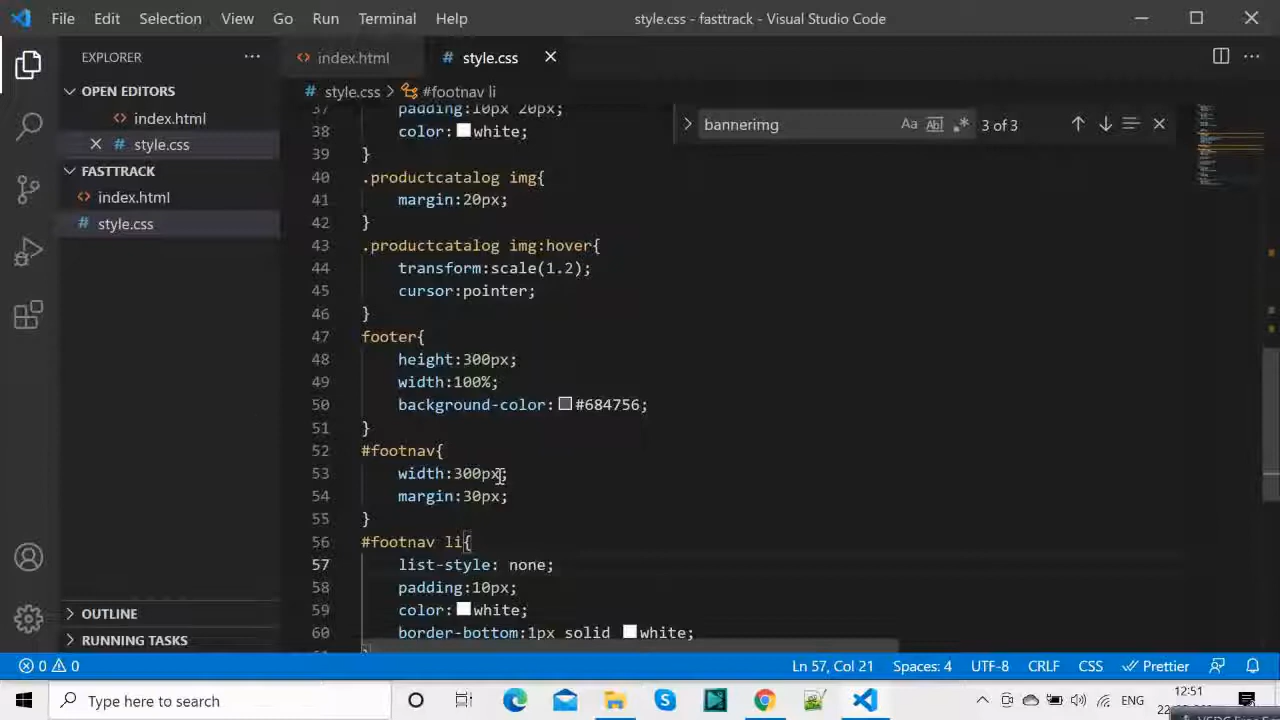 File Edit Selection View Go Run Terminal Help style.css - fasttrack - Visual Studio Code
EXPLORER
OPEN EDITORS
index.html
style.css
FASTTRACK
index.html
style.css
OUTLINE
RUNNING TASKS
index.html style.css
style.css > #footnav li
bannerimg Aa Ab 3 of 3
37 padding:10px 20px;
38 color:white;
39 }
40 .productcatalog img{
41 margin:20px;
42 }
43 .productcatalog img:hover{
44 transform:scale(1.2);
45 cursor:pointer;
46 }
47 footer{
48 height:300px;
49 width:100%;
50 background-color:#684756;
51 }
52 #footnav{
53 width:300px;
54 margin:30px;
55 }
56 #footnav li{
57 list-style: none;
58 padding:10px;
59 color:white;
60 border-bottom:1px solid white;
0 0 Ln 57, Col 21 Spaces: 4 UTF-8 CRLF CSS Prettier
Type here to search ENG 12:51